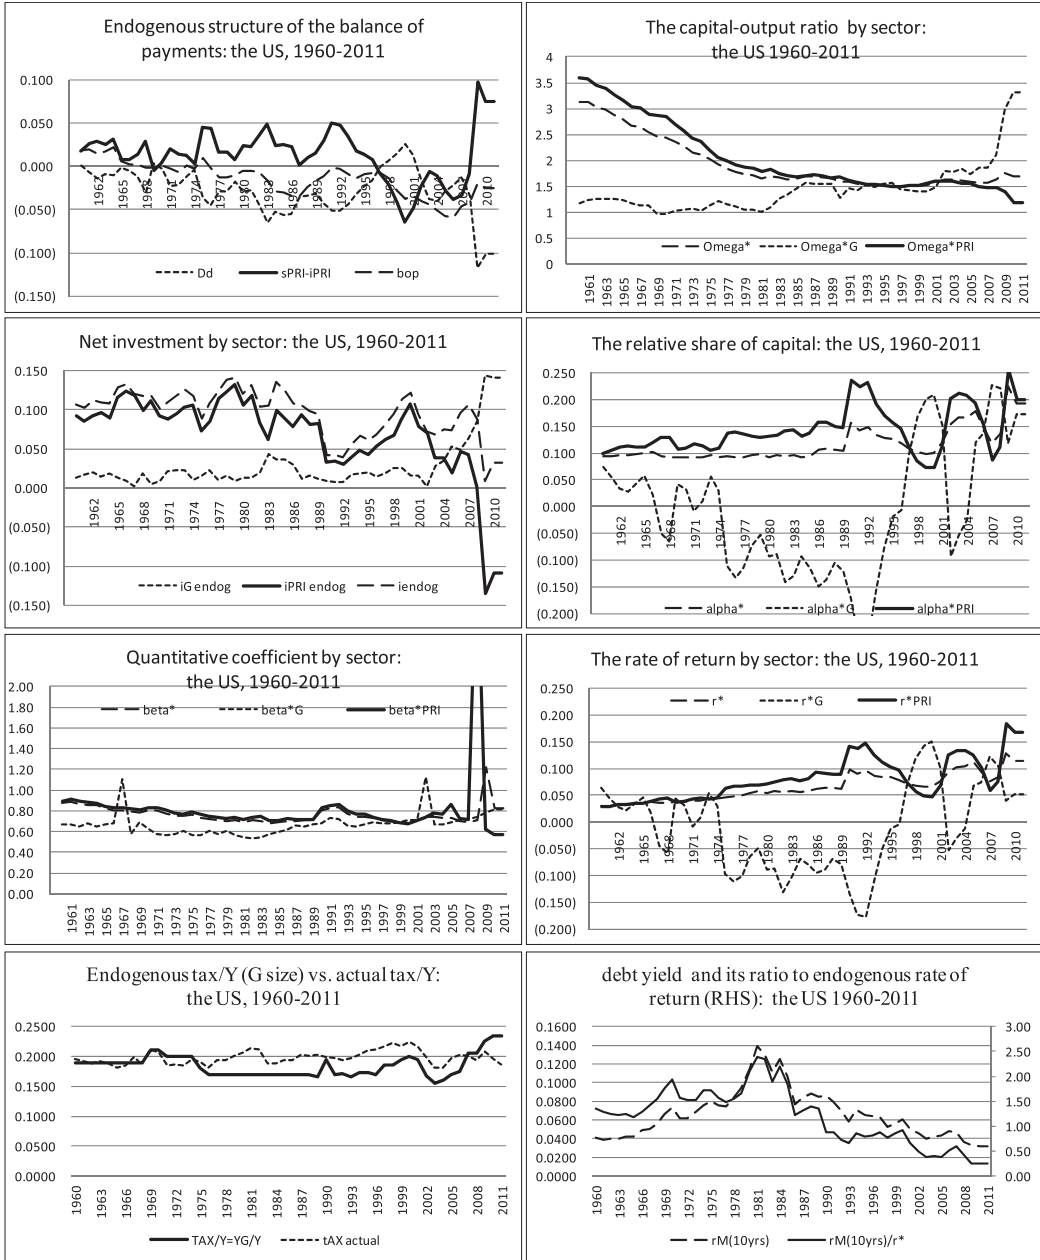 Endogenous structure of the balance of
payments: the US, 1960-2011
0.100
0.050
0.000
(0.050)
(0.100)
(0.150)
1962 1965 1968 1971 1974 1977 1980 1983 1986 1989 1992 1995 1998 2001 2004 2007 2010
Dd sPRI-iPRI bop
The capital-output ratio by sector:
the US 1960-2011
4
3.5
3
2.5
2
1.5
1
0.5
0
Omega* Omega*G Omega*PRI
1961 1963 1965 1967 1969 1971 1973 1975 1977 1979 1981 1983 1985 1987 1989 1991 1993 1995 1997 1999 2001 2003 2005 2007 2009 2011
Net investment by sector: the US, 1960-2011
0.150
0.100
0.050
0.000
(0.050)
(0.100)
(0.150)
1962 1965 1968 1971 1974 1977 1980 1983 1986 1989 1992 1995 1998 2001 2004 2007 2010
iG endog iPRI endog iendog
The relative share of capital: the US, 1960-2011
0.250
0.200
0.150
0.100
0.050
0.000
(0.050)
(0.100)
(0.150)
(0.200)
1962 1965 1968 1971 1974 1977 1980 1983 1986 1989 1992 1995 1998 2001 2004 2007 2010
alpha* alpha*G alpha*PRI
Quantitative coefficient by sector:
the US, 1960-2011
2.00
1.80
1.60
1.40
1.20
1.00
0.80
0.60
0.40
0.20
0.00
beta* beta*G beta*PRI
1961 1963 1965 1967 1969 1971 1973 1975 1977 1979 1981 1983 1985 1987 1989 1991 1993 1995 1997 1999 2001 2003 2005 2007 2009 2011
The rate of return by sector: the US, 1960-2011
0.250
0.200
0.150
0.100
0.050
0.000
(0.050)
(0.100)
(0.150)
(0.200)
r* r*G r*PRI
1962 1965 1968 1971 1974 1977 1980 1983 1986 1989 1992 1995 1998 2001 2004 2007 2010
Endogenous tax/Y (G size) vs. actual tax/Y:
the US, 1960-2011
0.2500
0.2000
0.1500
0.1000
0.0500
0.0000
1960 1963 1966 1969 1972 1975 1978 1981 1984 1987 1990 1993 1996 1999 2002 2005 2008 2011
TAX/Y=YG/Y tAX actual
debt yield and its ratio to endogenous rate of
return (RHS): the US 1960-2011
0.1600
0.1400
0.1200
0.1000
0.0800
0.0600
0.0400
0.0200
0.0000
3.00
2.50
2.00
1.50
1.00
0.50
0.00
1960 1963 1966 1969 1972 1975 1978 1981 1984 1987 1990 1993 1996 1999 2002 2005 2008 2011
rM(10yrs) rM(10yrs)/r*